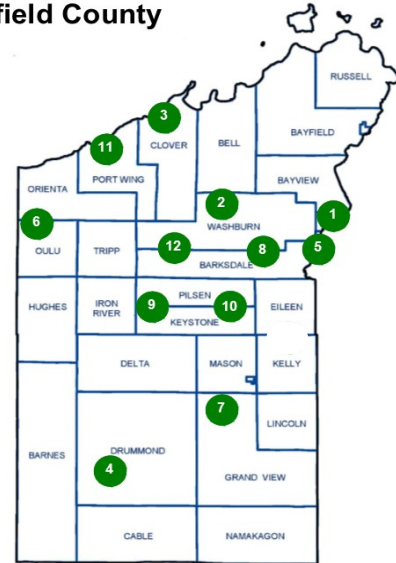 field County
RUSSELL
3
CLOVER
BELL
BAYFIELD
11
PORT WING
BAYVIEW
ORIENTA
2
1
6
WASHBURN
12
8
5
OULU
TRIPP
BARKSDALE
HUGHES
IRON
RIVER
PILSEN
9
10
EILEEN
KEYSTONE
DELTA
MASON
KELLY
7
LINCOLN
BARNES
DRUMMOND
4
GRAND VIEW
CABLE
NAMAKAGON